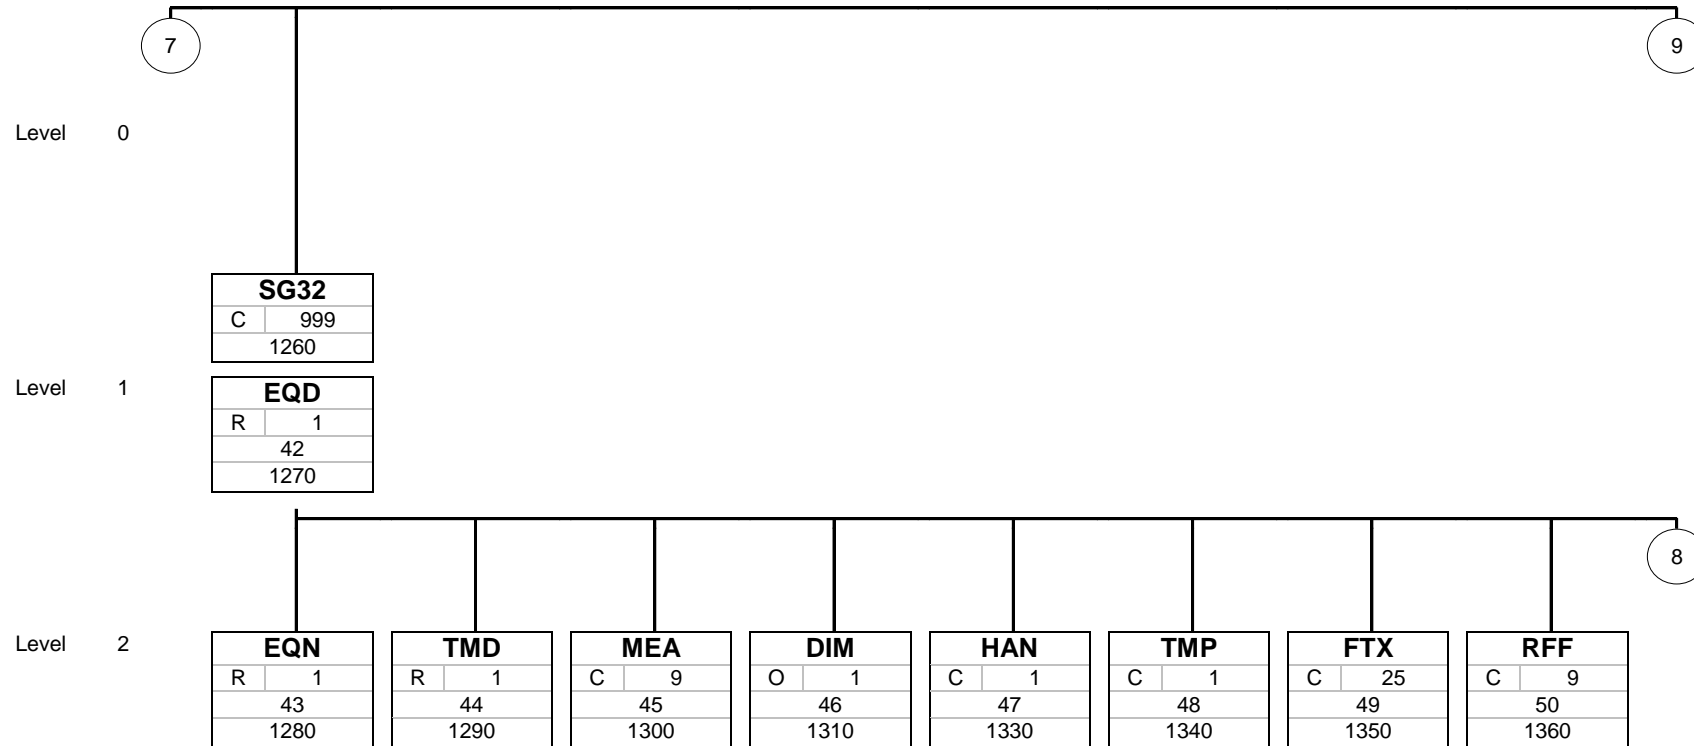 7 9
Level 0
SG32
C 999
1260
Level 1
EQD
R 1
42
1270
8
Level 2
EQN TMD MEA DIM HAN TMP FTX RFF
R 1 R 1 C 9 O 1 C 1 C 1 C 25 C 9
43 44 45 46 47 48 49 50
1280 1290 1300 1310 1330 1340 1350 1360